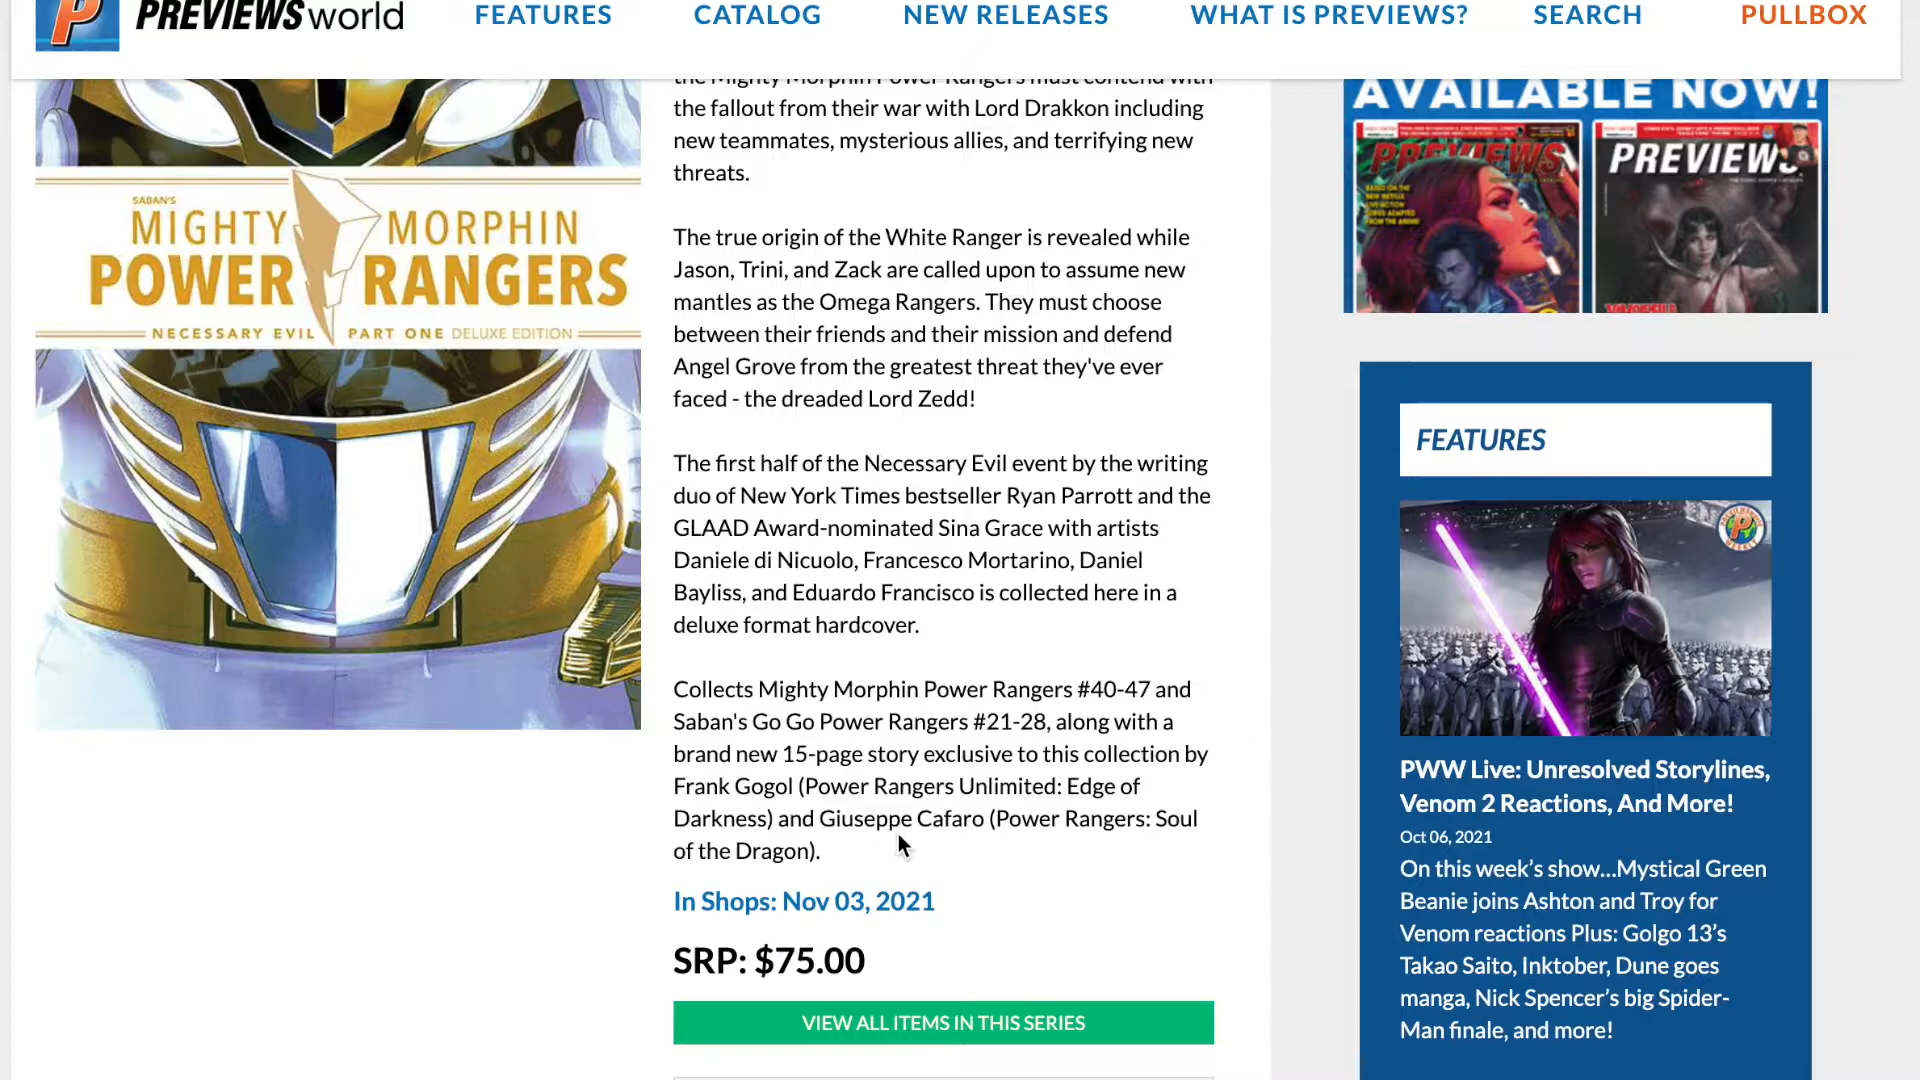 PREVIEWSworld
FEATURES
CATALOG
NEW RELEASES
WHAT IS PREVIEWS?
SEARCH
PULLBOX
SABAN'S
MIGHTY MORPHIN
POWER RANGERS
NECESSARY EVIL PART ONE DELUXE EDITION
the Mighty Morphin Power Rangers must contend with
the fallout from their war with Lord Drakkon including
new teammates, mysterious allies, and terrifying new
threats.
The true origin of the White Ranger is revealed while
Jason, Trini, and Zack are called upon to assume new
mantles as the Omega Rangers. They must choose
between their friends and their mission and defend
Angel Grove from the greatest threat they've ever
faced - the dreaded Lord Zedd!
The first half of the Necessary Evil event by the writing
duo of New York Times bestseller Ryan Parrott and the
GLAAD Award-nominated Sina Grace with artists
Daniele di Nicuolo, Francesco Mortarino, Daniel
Bayliss, and Eduardo Francisco is collected here in a
deluxe format hardcover.
Collects Mighty Morphin Power Rangers #40-47 and
Saban's Go Go Power Rangers #21-28, along with a
brand new 15-page story exclusive to this collection by
Frank Gogol (Power Rangers Unlimited: Edge of
Darkness) and Giuseppe Cafaro (Power Rangers: Soul
of the Dragon).
In Shops: Nov 03, 2021
SRP: $75.00
VIEW ALL ITEMS IN THIS SERIES
AVAILABLE NOW!
PREVIEWS
PREVIEWS
FEATURES
PWW Live: Unresolved Storylines,
Venom 2 Reactions, And More!
Oct 06, 2021
On this week’s show...Mystical Green
Beanie joins Ashton and Troy for
Venom reactions Plus: Golgo 13’s
Takao Saito, Inktober, Dune goes
manga, Nick Spencer’s big Spider-
Man finale, and more!